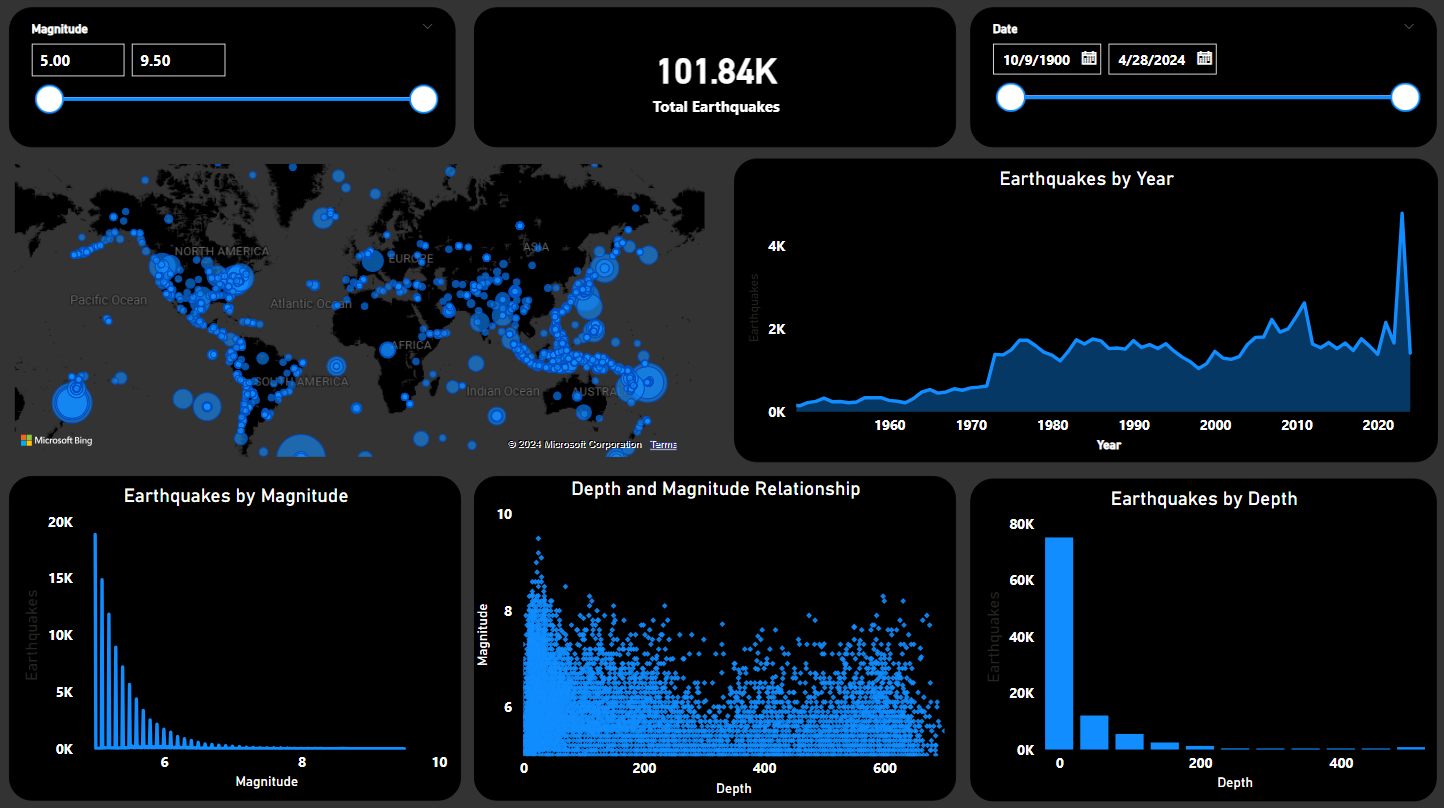 Magnitude
5.00 9.50
101.84K
Total Earthquakes
Date
10/9/1900 4/28/2024
NORTH AMERICA
EUROPE
ASIA
Pacific Ocean
Atlantic Ocean
AFRICA
SOUTH AMERICA
Indian Ocean
AUSTRA
Microsoft Bing
© 2024 Microsoft Corporation Terms
Earthquakes by Year
Earthquakes
4K
2K
0K
1960 1970 1980 1990 2000 2010 2020
Year
Earthquakes by Magnitude
Earthquakes
20K
15K
10K
5K
0K
6 8 10
Magnitude
Depth and Magnitude Relationship
Magnitude
10
8
6
0 200 400 600
Depth
Earthquakes by Depth
Earthquakes
80K
60K
40K
20K
0K
0 200 400
Depth